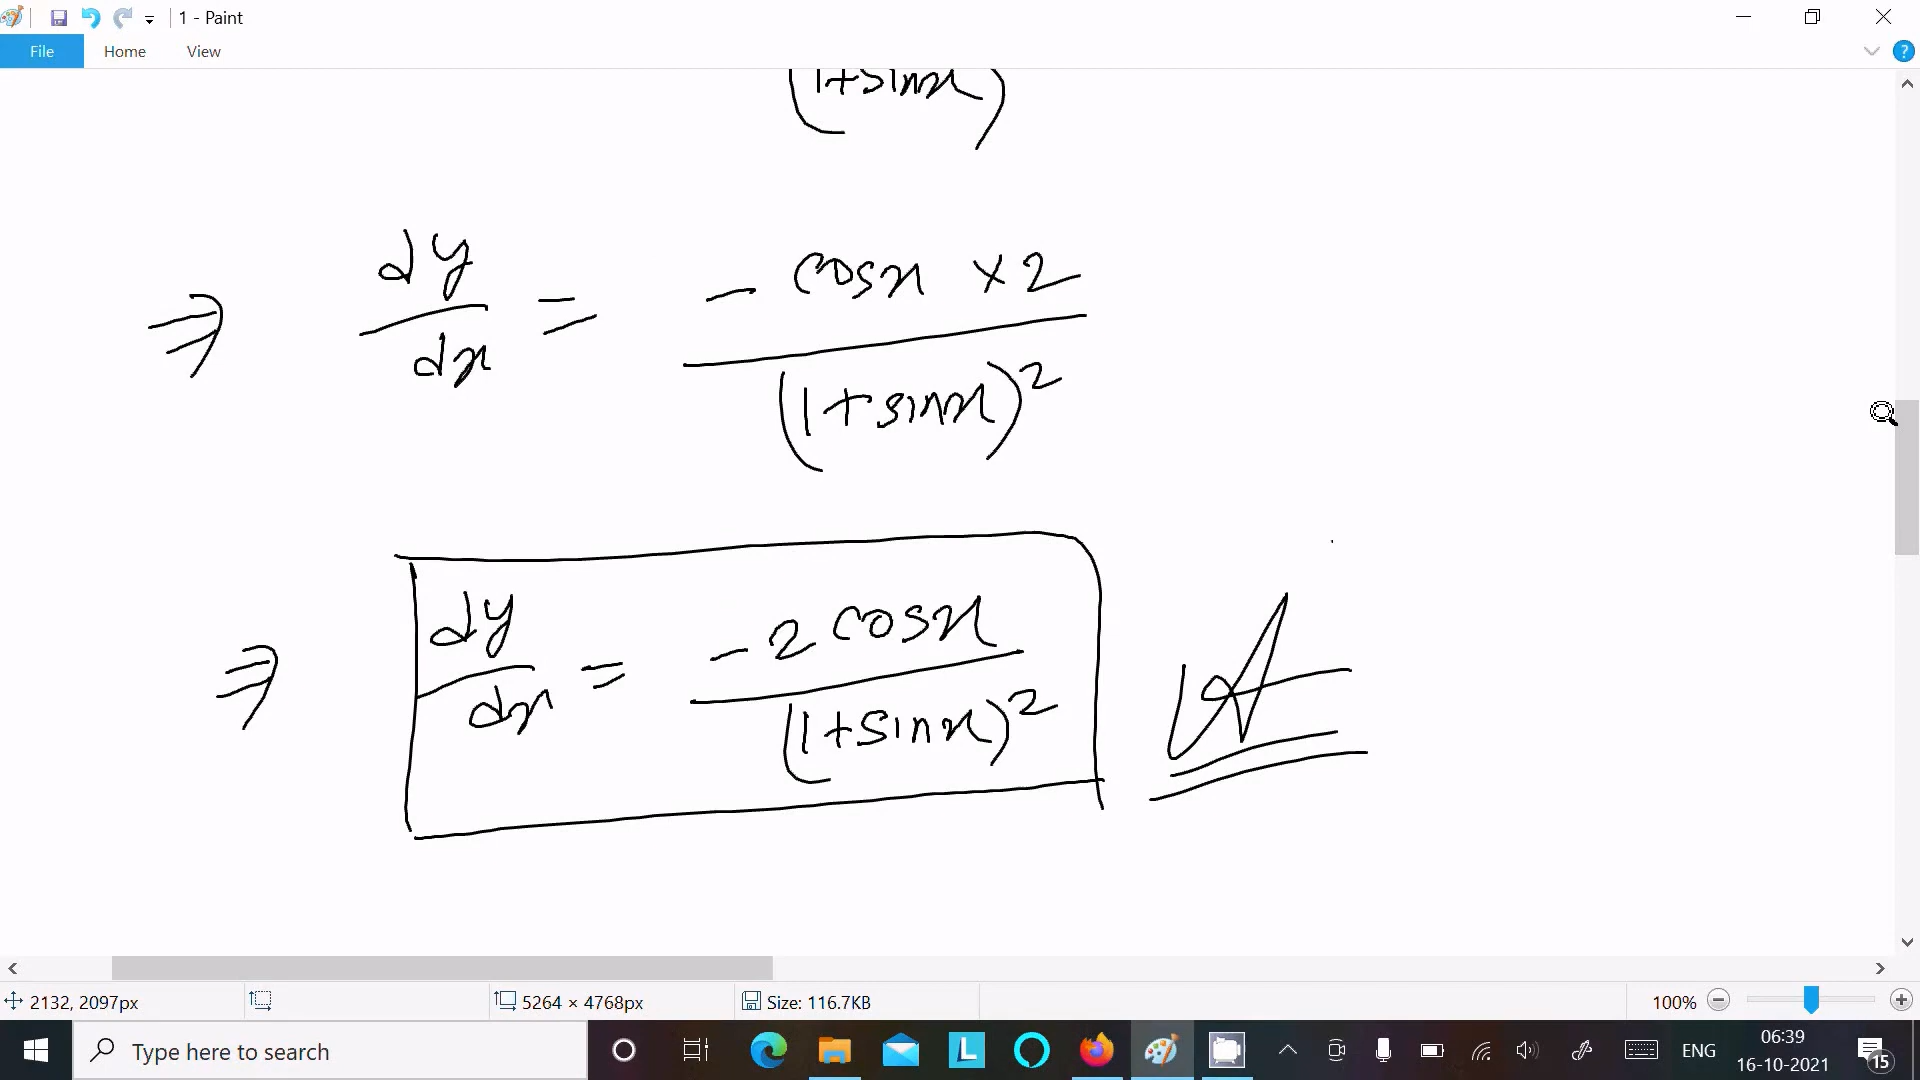 1 - Paint
File Home View
(1+sinx)
⇒ dy/dx = - cosx ×2 / (1+sinx)²
⇒ dy/dx = -2cosx / (1+sinx)²
2132, 2097px 5264 × 4768px Size: 116.7KB 100%
Type here to search L ENG 06:39
16-10-2021 15